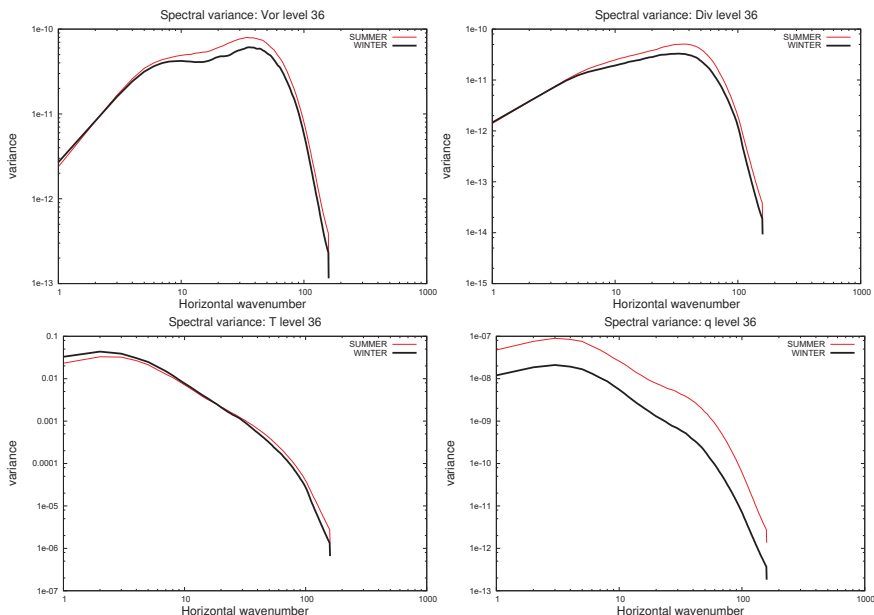 Spectral variance: Vor level 36
SUMMER
WINTER
variance
1e-10
1e-11
1e-12
1e-13
1 10 100 1000
Horizontal wavenumber
Spectral variance: Div level 36
SUMMER
WINTER
variance
1e-10
1e-11
1e-12
1e-13
1e-14
1e-15
1 10 100 1000
Horizontal wavenumber
Spectral variance: T level 36
SUMMER
WINTER
variance
0.1
0.01
0.001
0.0001
1e-05
1e-06
1e-07
1 10 100 1000
Horizontal wavenumber
Spectral variance: q level 36
SUMMER
WINTER
variance
1e-07
1e-08
1e-09
1e-10
1e-11
1e-12
1e-13
1 10 100 1000
Horizontal wavenumber